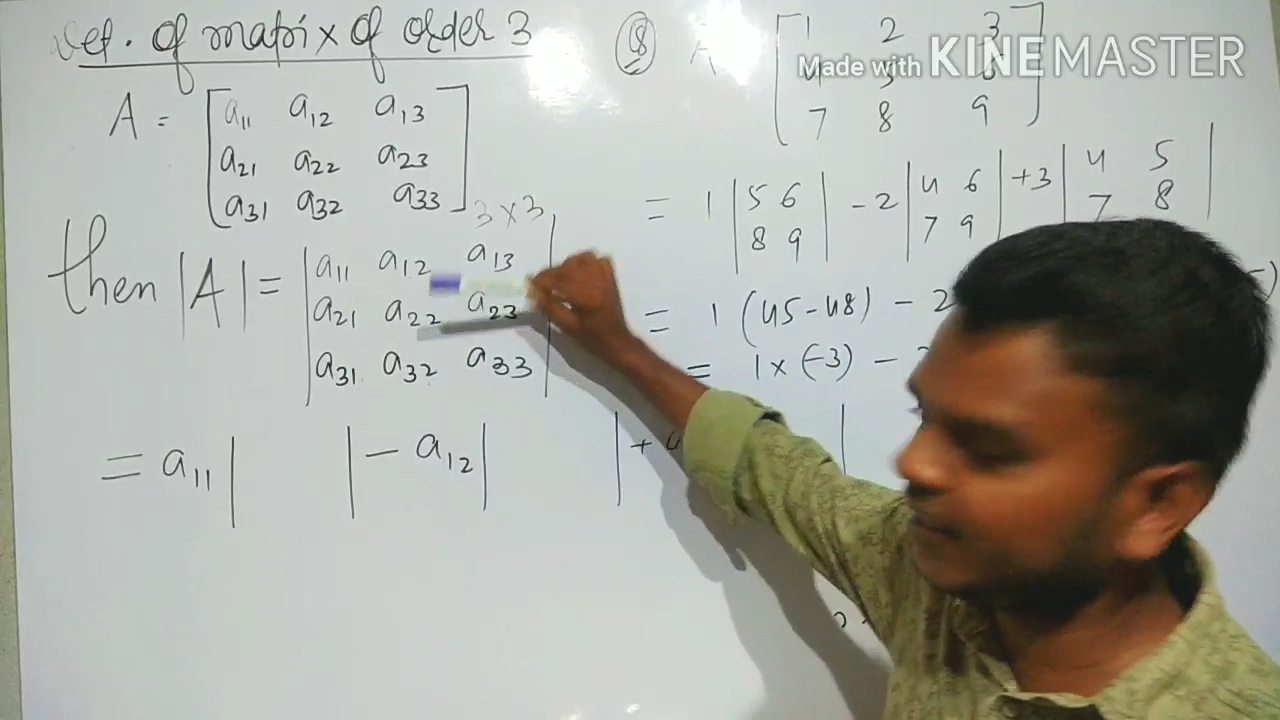 Det. of matrix of order 3
A = [a11 a12 a13
a21 a22 a23
a31 a32 a33] 3×3
then |A| = |a11 a12 a13
a21 a22 a23
a31 a32 a33|
= a11 | | - a12 | | +
(8) A [1 2 3
4 5 6
7 8 9]
Made with KINEMASTER
= 1 |5 6
8 9| - 2 |4 6
7 9| + 3 |4 5
7 8|
= 1 (45-48) - 2
= 1 × (-3) -